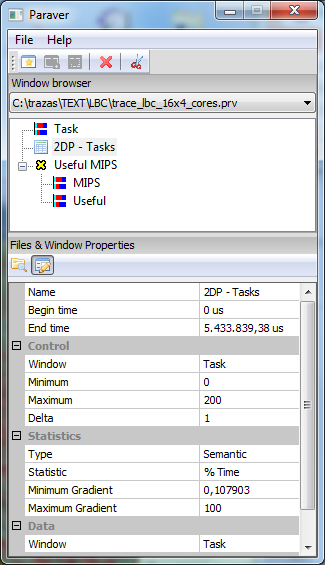 Paraver
File Help
Window browser
C:\trazas\TEXT\LBC\trace_lbc_16x4_cores.prv
Task
2DP - Tasks
Useful MIPS
MIPS
Useful
Files & Window Properties
Name 2DP - Tasks
Begin time 0 us
End time 5.433.839,38 us
Control
Window Task
Minimum 0
Maximum 200
Delta 1
Statistics
Type Semantic
Statistic % Time
Minimum Gradient 0,107903
Maximum Gradient 100
Data
Window Task